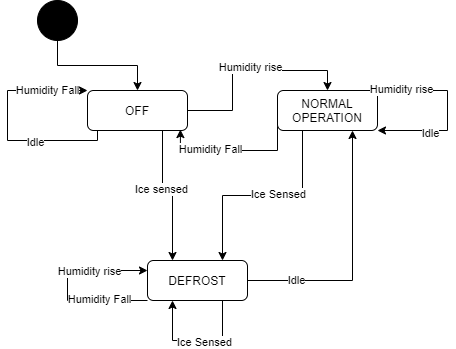 Humidity rise
Humidity Fall
Humidity rise
OFF
NORMAL
OPERATION
Idle
Humidity Fall
Idle
Ice sensed
Ice Sensed
Humidity rise
DEFROST
Idle
Humidity Fall
Ice Sensed